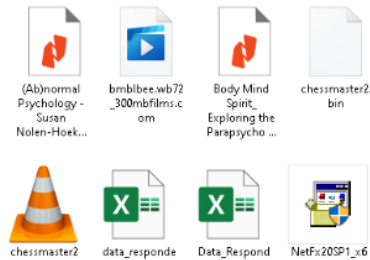 (Ab)normal
Psychology -
Susan
Nolen-Hoek...
bmblbee.wb72
_300mbfilms.c
om
Body Mind
Spirit_
Exploring the
Parapsycho ...
chessmaster2.
bin
chessmaster2
data_responde
Data_Respond
NetFx20SP1_x6